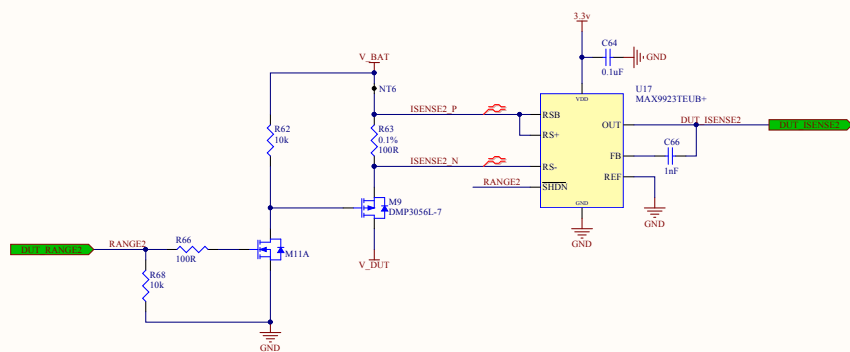 3.3v
C64
0.1uF
GND
V_BAT
NT6
U17
MAX9923TEUB+
VDD
ISENSE2_P
RSB
RS+
R62
10k
R63
0.1%
100R
OUT
DUT_ISENSE2
DUT_ISENSE2
C66
1nF
FB
ISENSE2_N
RS-
REF
RANGE2
SHDN
GND
GND
GND
M9
DMP3056L-7
R66
100R
M11A
DUT_RANGE2
RANGE2
V_DUT
R68
10k
GND